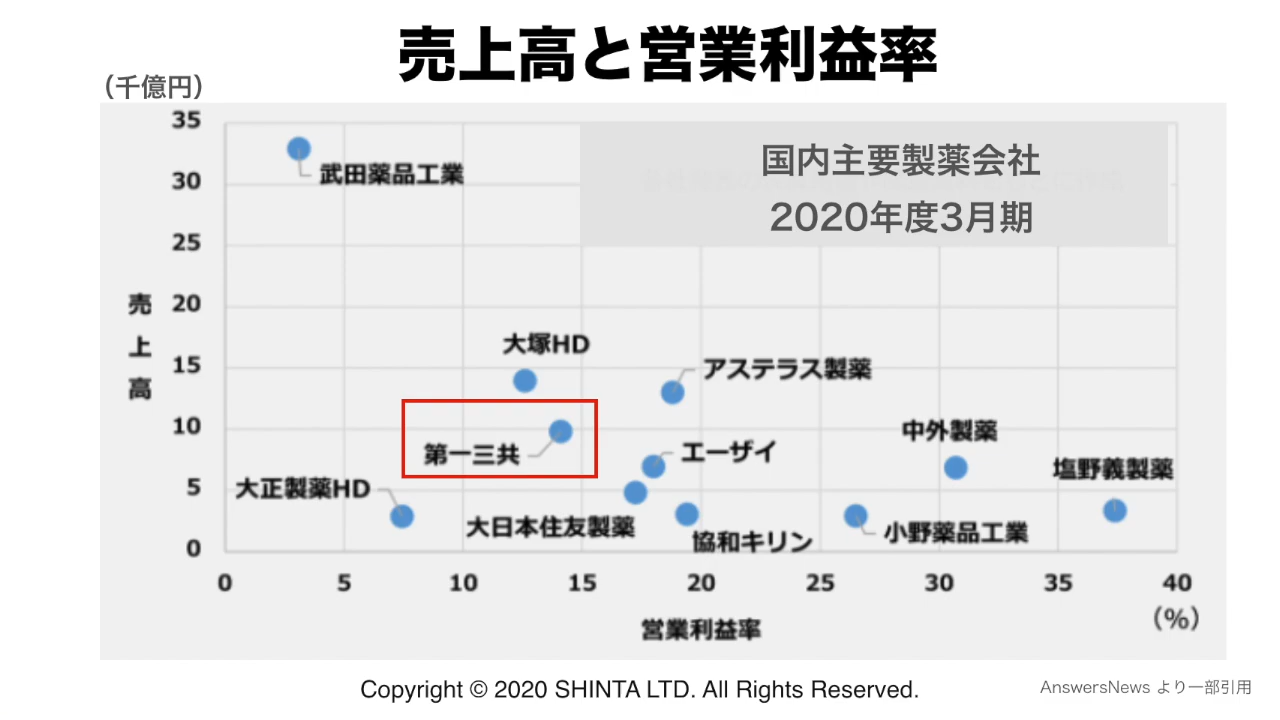 売上高と営業利益率
（千億円）
35
国内主要製薬会社
武田薬品工業
30
2020年度3月期
25
売上高
20
大塚HD
15
アステラス製薬
10
中外製薬
第一三共
エーザイ
塩野義製薬
5
大正製薬HD
大日本住友製薬
小野薬品工業
協和キリン
0
0 5 10 15 20 25 30 35 40
（%）
営業利益率
Copyright © 2020 SHINTA LTD. All Rights Reserved.
AnswersNews より一部引用